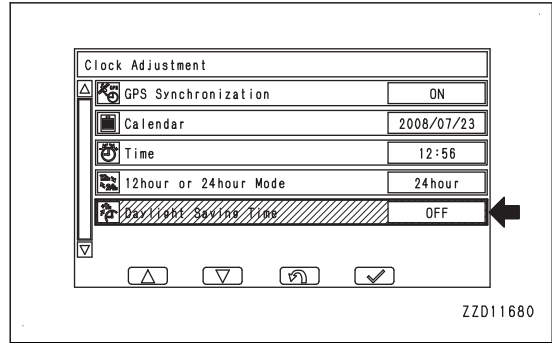 Clock Adjustment
GPS Synchronization ON
Calendar 2008/07/23
Time 12:56
12hour or 24hour Mode 24hour
Daylight Saving Time OFF
ZZD11680